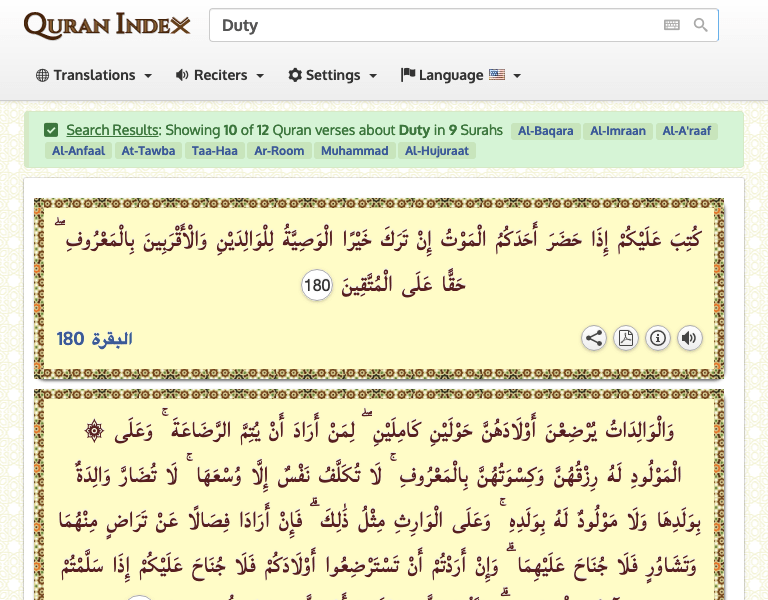 QURAN INDEX
Duty
Translations Reciters Settings Language
Search Results: Showing 10 of 12 Quran verses about Duty in 9 Surahs Al-Baqara Al-Imraan Al-A'raaf
Al-Anfaal At-Tawba Taa-Haa Ar-Room Muhammad Al-Hujuraat
كُتِبَ عَلَيْكُمْ إِذَا حَضَرَ أَحَدَكُمُ الْمَوْتُ إِنْ تَرَكَ خَيْرًا الْوَصِيَّةُ لِلْوَالِدَيْنِ وَالْأَقْرَبِينَ بِالْمَعْرُوفِ ۖ
حَقًّا عَلَى الْمُتَّقِينَ 180
البقرة 180
۞ وَالْوَالِدَاتُ يُرْضِعْنَ أَوْلَادَهُنَّ حَوْلَيْنِ كَامِلَيْنِ ۖ لِمَنْ أَرَادَ أَنْ يُتِمَّ الرَّضَاعَةَ ۚ وَعَلَى
الْمَوْلُودِ لَهُ رِزْقُهُنَّ وَكِسْوَتُهُنَّ بِالْمَعْرُوفِ ۚ لَا تُكَلَّفُ نَفْسٌ إِلَّا وُسْعَهَا ۚ لَا تُضَارَّ وَالِدَةٌ
بِوَلَدِهَا وَلَا مَوْلُودٌ لَهُ بِوَلَدِهِ ۚ وَعَلَى الْوَارِثِ مِثْلُ ذَٰلِكَ ۗ فَإِنْ أَرَادَا فِصَالًا عَنْ تَرَاضٍ مِنْهُمَا
وَتَشَاوُرٍ فَلَا جُنَاحَ عَلَيْهِمَا ۗ وَإِنْ أَرَدْتُمْ أَنْ تَسْتَرْضِعُوا أَوْلَادَكُمْ فَلَا جُنَاحَ عَلَيْكُمْ إِذَا سَلَّمْتُمْ